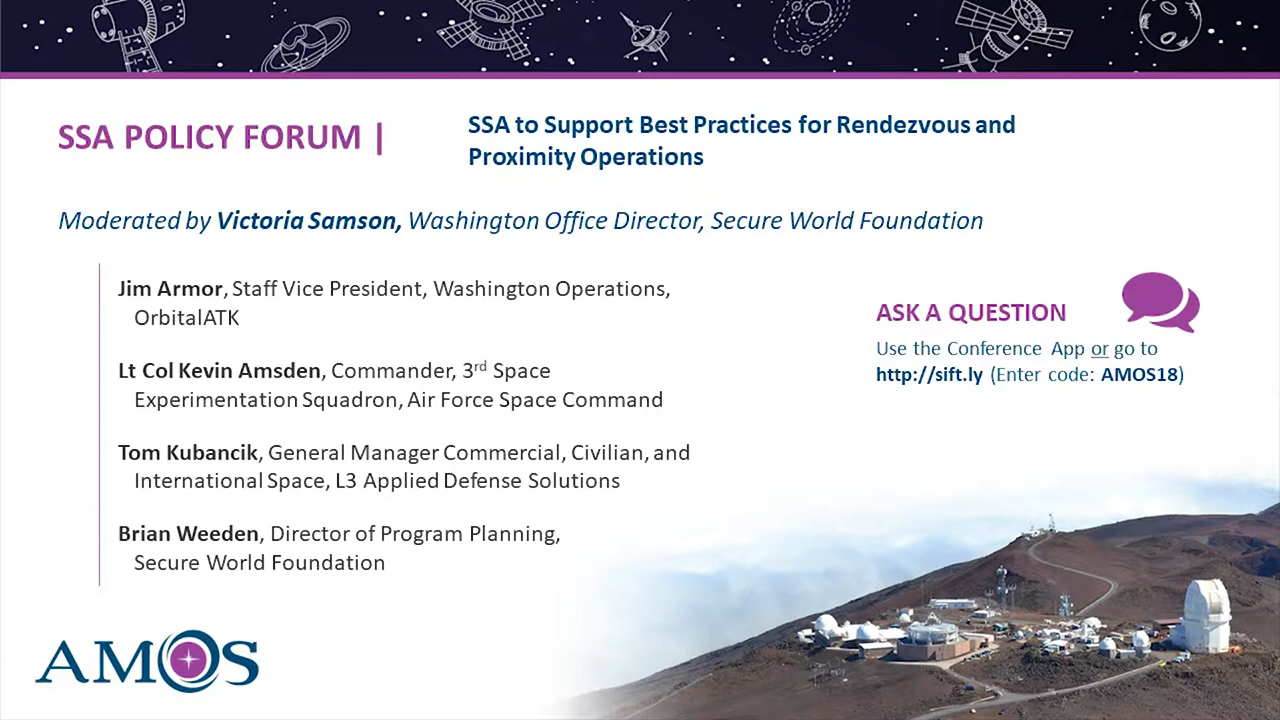 SSA POLICY FORUM |
SSA to Support Best Practices for Rendezvous and
Proximity Operations
Moderated by Victoria Samson, Washington Office Director, Secure World Foundation
Jim Armor, Staff Vice President, Washington Operations,
OrbitalATK
Lt Col Kevin Amsden, Commander, 3rd Space
Experimentation Squadron, Air Force Space Command
Tom Kubancik, General Manager Commercial, Civilian, and
International Space, L3 Applied Defense Solutions
Brian Weeden, Director of Program Planning,
Secure World Foundation
ASK A QUESTION
Use the Conference App or go to
http://sift.ly (Enter code: AMOS18)
AMOS